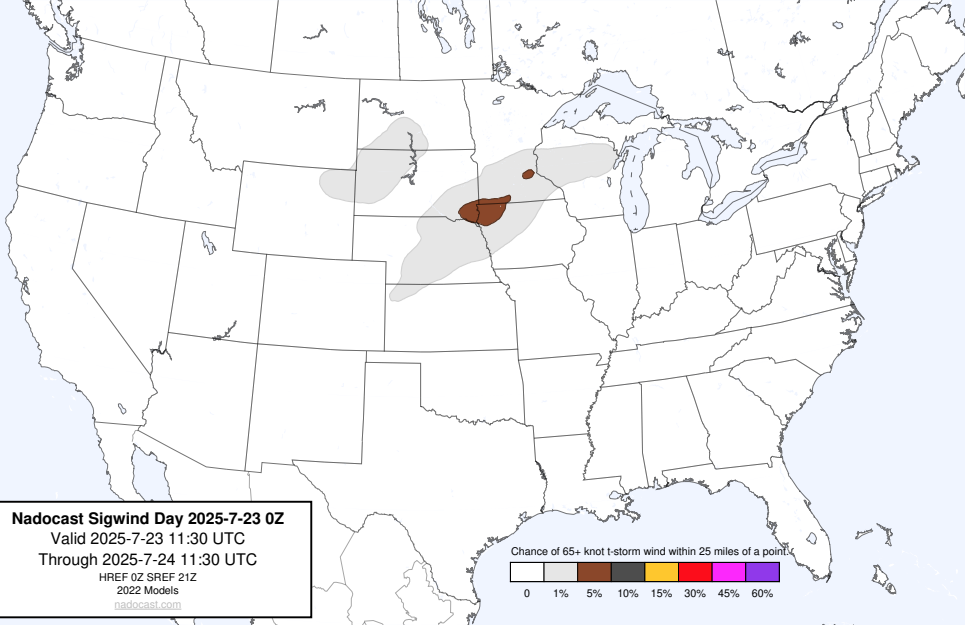 Nadocast Sigwind Day 2025-7-23 0Z
Valid 2025-7-23 11:30 UTC
Through 2025-7-24 11:30 UTC
HREF 0Z SREF 21Z
2022 Models
nadocast.com
Chance of 65+ knot t-storm wind within 25 miles of a point.
0 1% 5% 10% 15% 30% 45% 60%